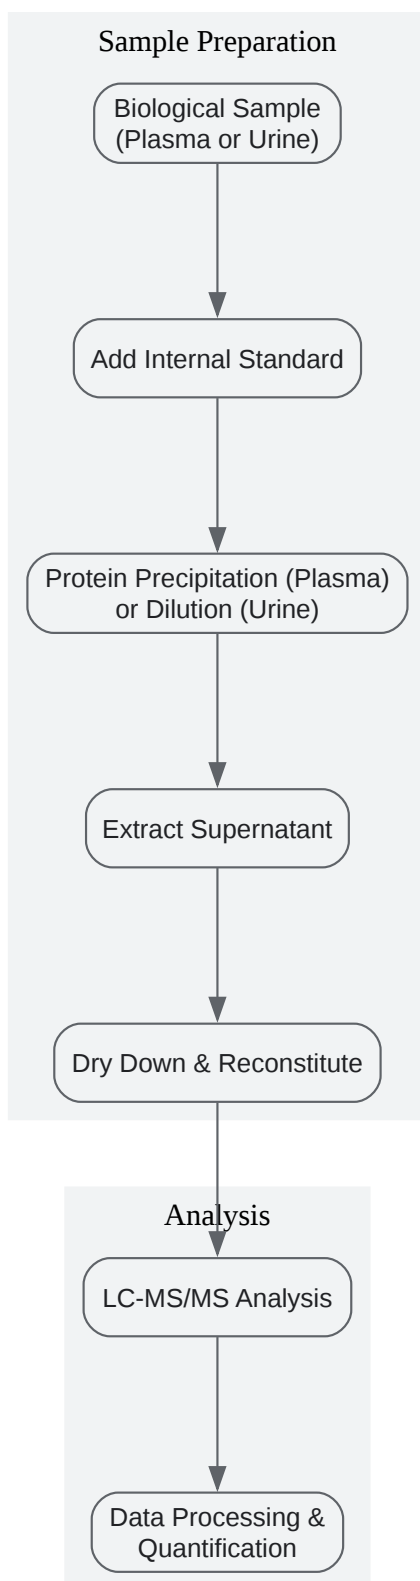 Sample Preparation
Biological Sample
(Plasma or Urine)
Add Internal Standard
Protein Precipitation (Plasma)
or Dilution (Urine)
Extract Supernatant
Dry Down & Reconstitute
Analysis
LC-MS/MS Analysis
Data Processing &
Quantification